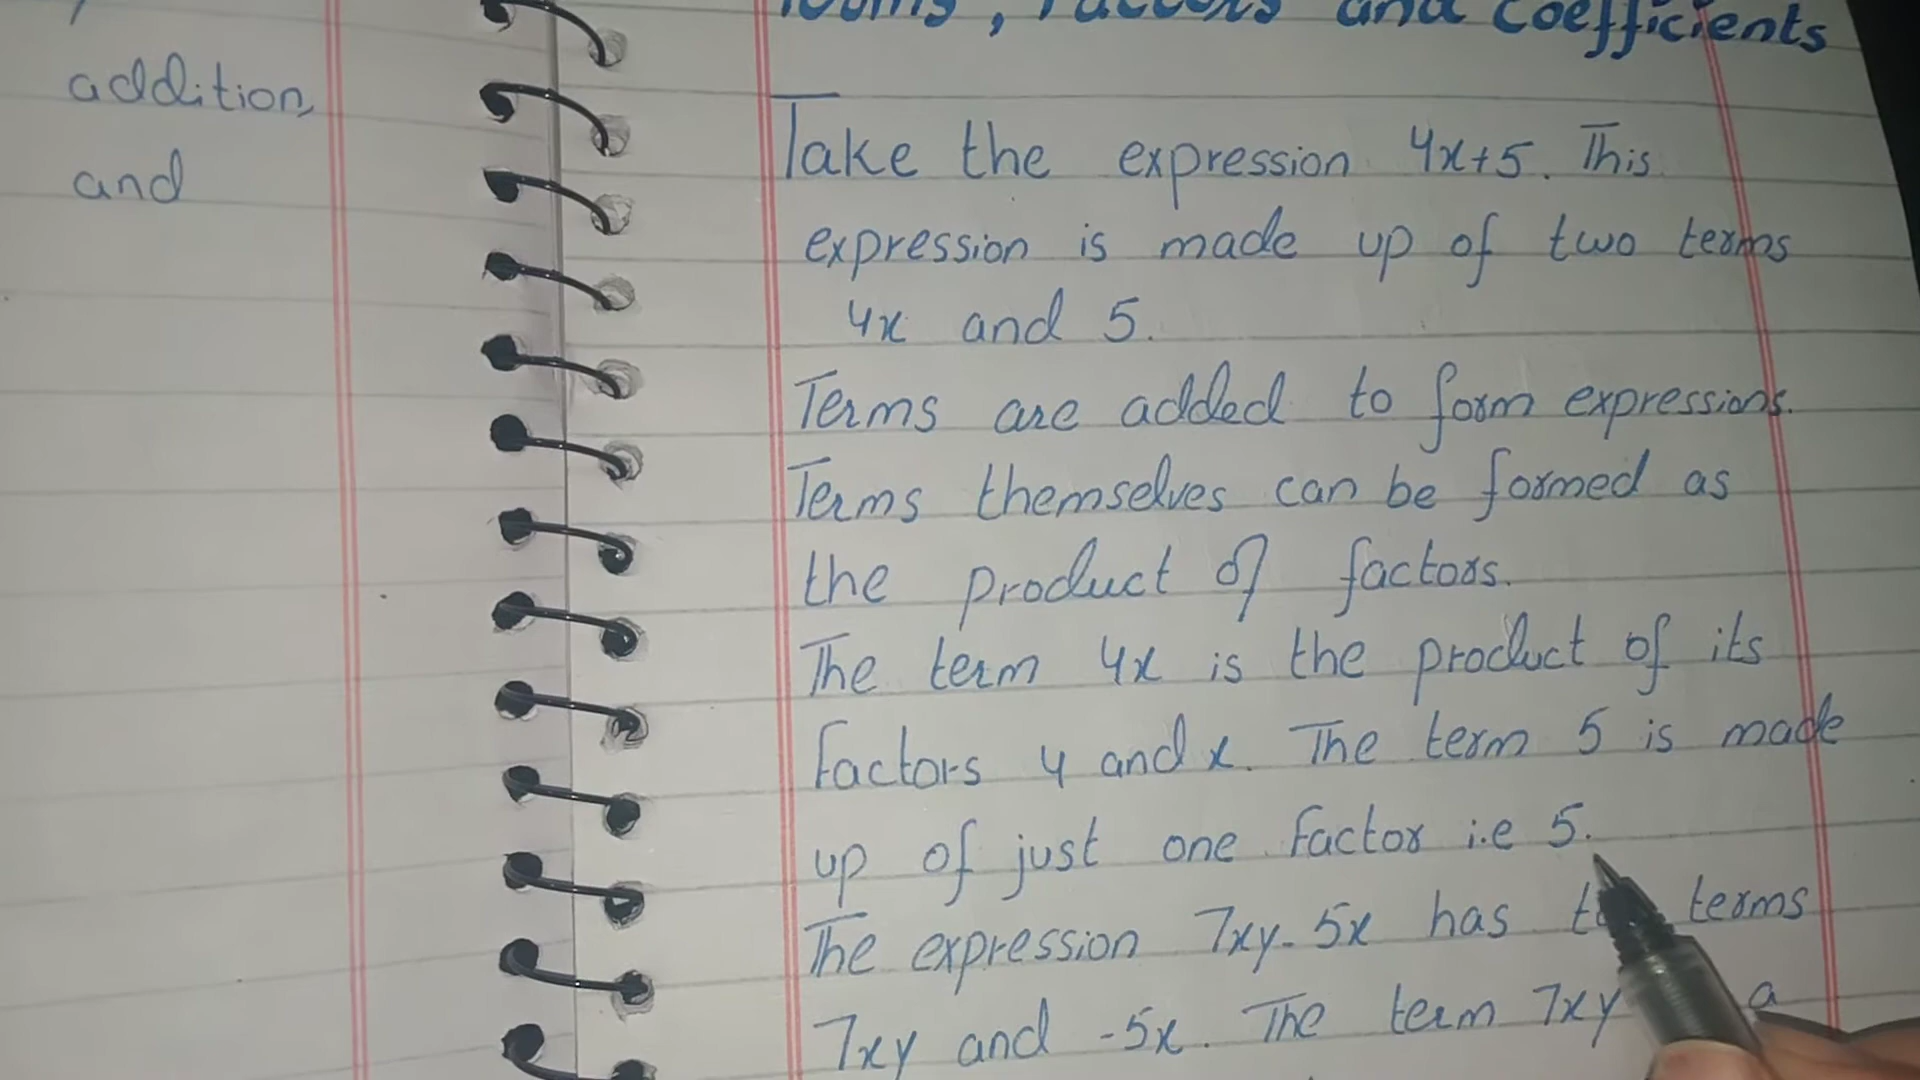 addition,
and
Terms, Factors and Coefficients
Take the expression 4x+5. This
expression is made up of two terms
4x and 5.
Terms are added to form expressions.
Terms themselves can be formed as
the product of factors.
The term 4x is the product of its
factors 4 and x. The term 5 is made
up of just one factor i.e 5.
The expression 7xy-5x has terms
7xy and -5x. The term 7xy a